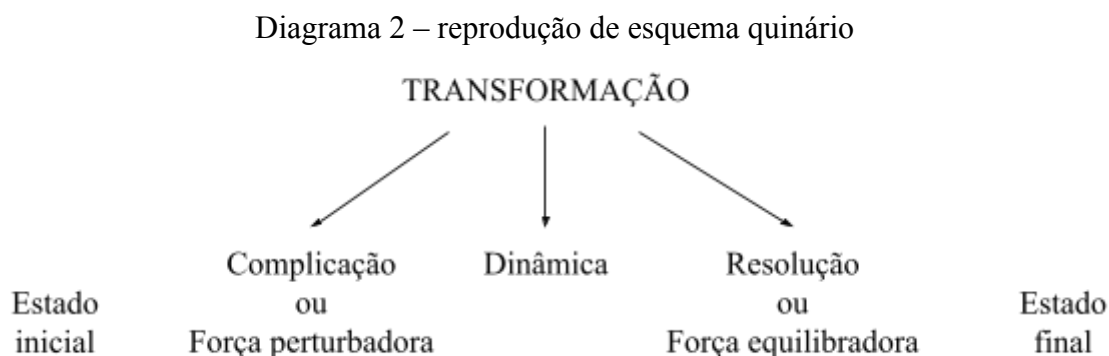 Diagrama 2 – reprodução de esquema quinário
TRANSFORMAÇÃO
Complicação Dinâmica Resolução
Estado ou ou Estado
inicial Força perturbadora Força equilibradora final